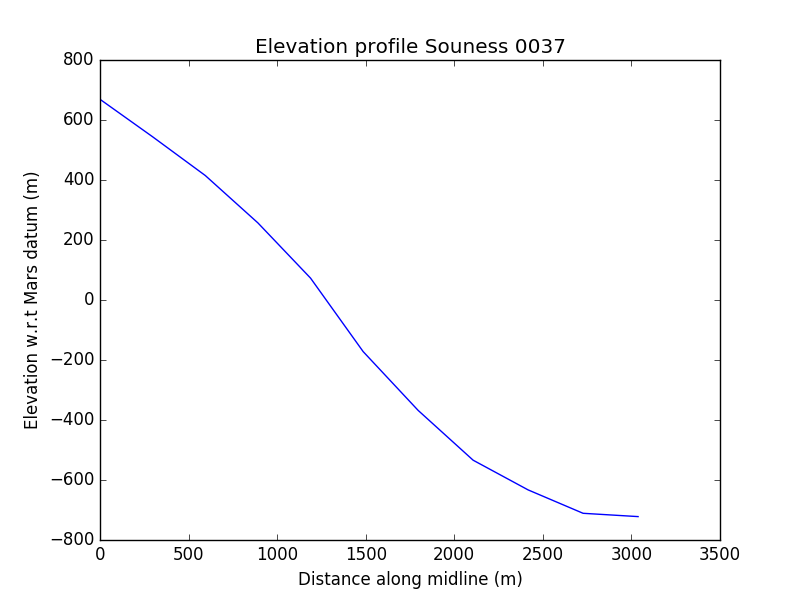 Elevation profile Souness 0037
800
600
400
200
0
−200
−400
−600
−800
Elevation w.r.t Mars datum (m)
0 500 1000 1500 2000 2500 3000 3500
Distance along midline (m)